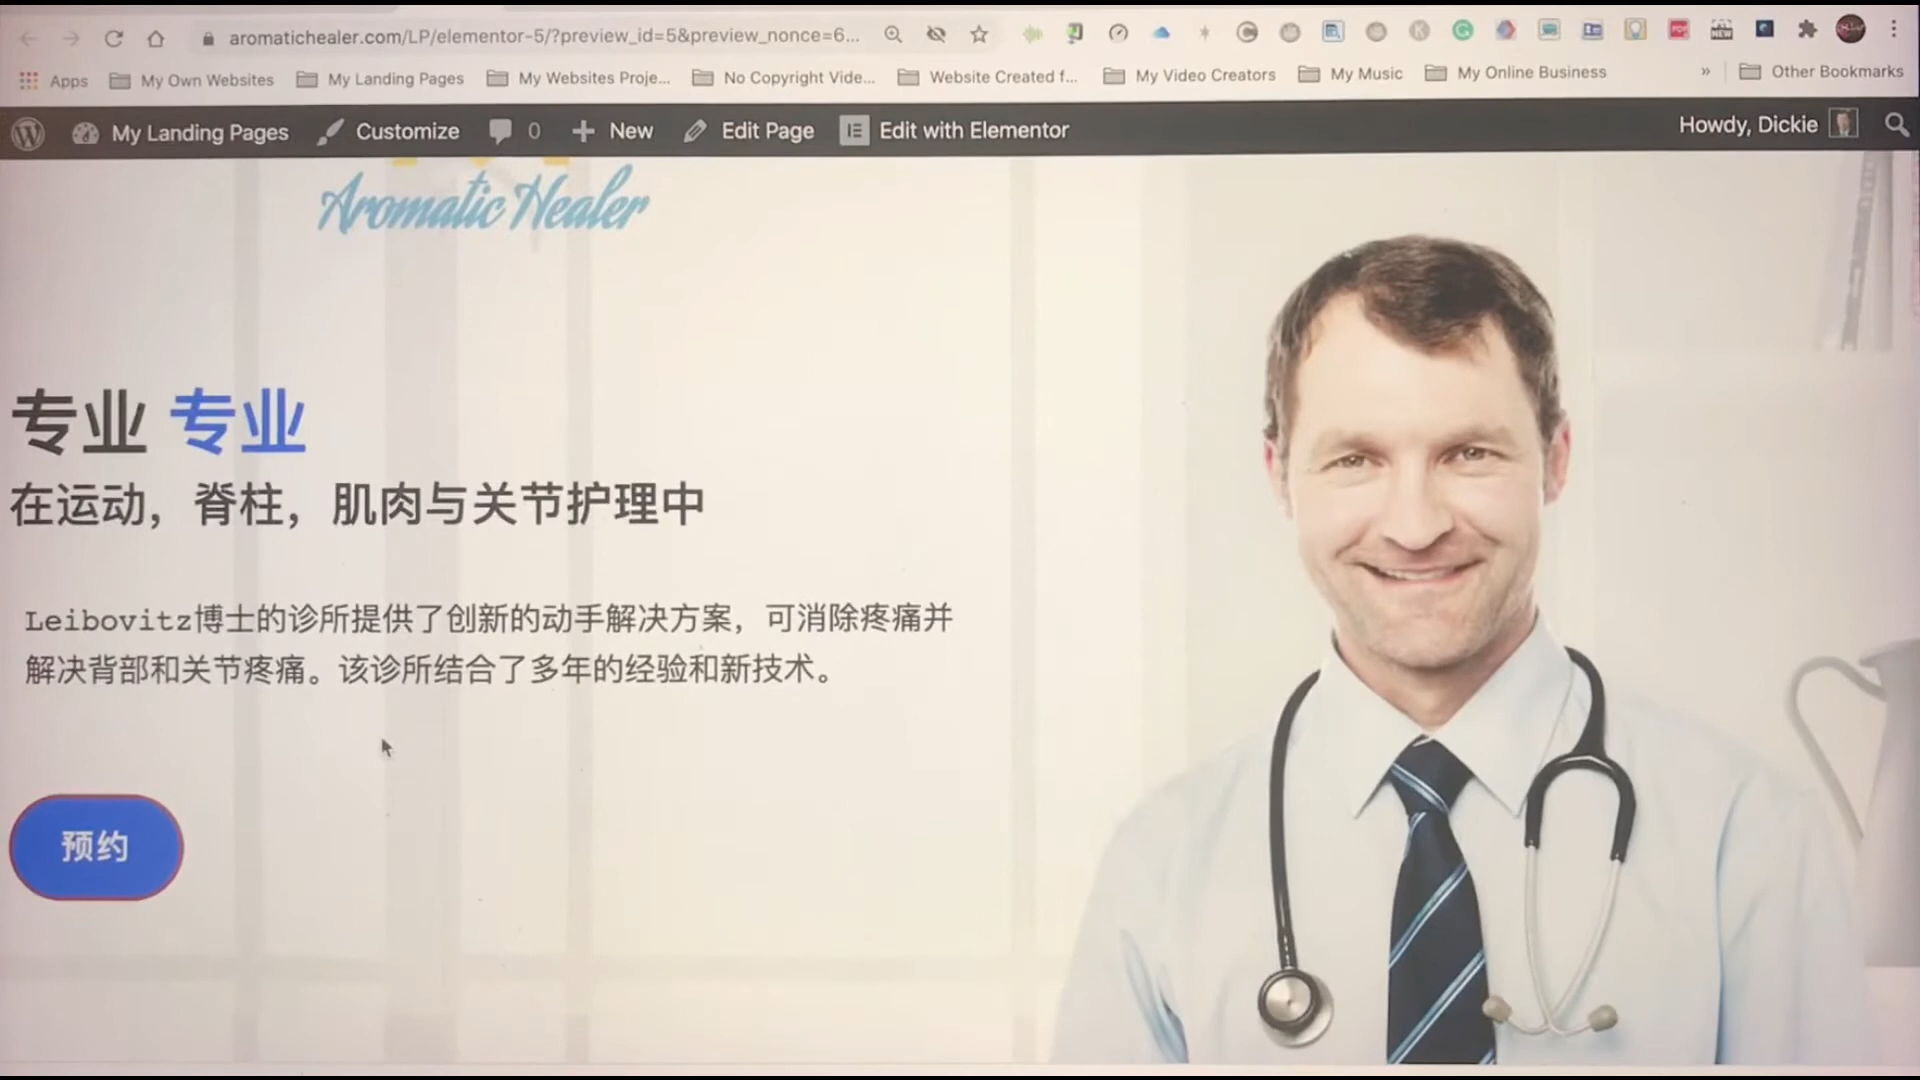 aromatichealer.com/LP/elementor-5/?preview_id=5&preview_nonce=6...
Apps My Own Websites My Landing Pages My Websites Proje... No Copyright Vide... Website Created f... My Video Creators My Music My Online Business » Other Bookmarks
My Landing Pages Customize 0 New Edit Page Edit with Elementor Howdy, Dickie
Aromatic Healer
专业 专业
在运动，脊柱，肌肉与关节护理中
Leibovitz博士的诊所提供了创新的动手解决方案，可消除疼痛并
解决背部和关节疼痛。该诊所结合了多年的经验和新技术。
预约